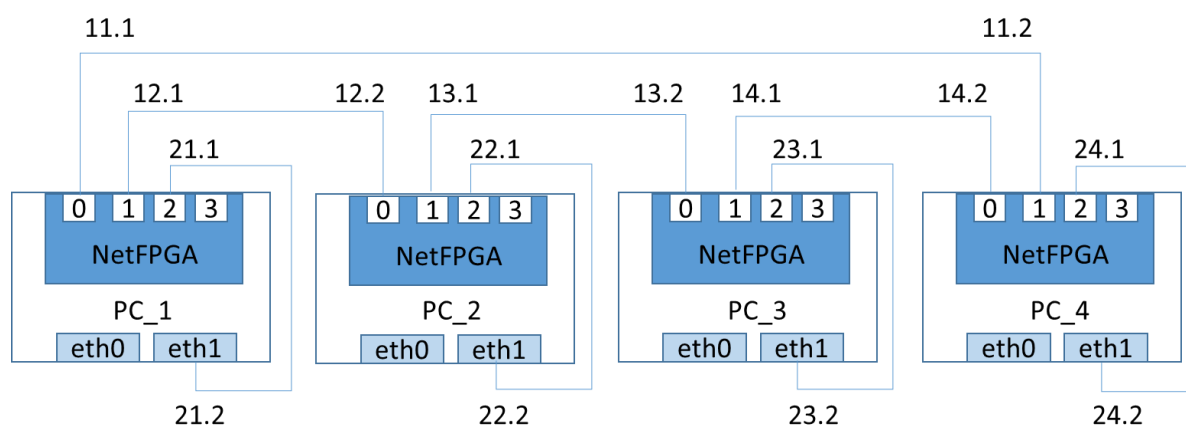 11.1 11.2
12.1 12.2 13.1 13.2 14.1 14.2
21.1 22.1 23.1 24.1
0 1 2 3 0 1 2 3 0 1 2 3 0 1 2 3
NetFPGA NetFPGA NetFPGA NetFPGA
PC_1 PC_2 PC_3 PC_4
eth0 eth1 eth0 eth1 eth0 eth1 eth0 eth1
21.2 22.2 23.2 24.2